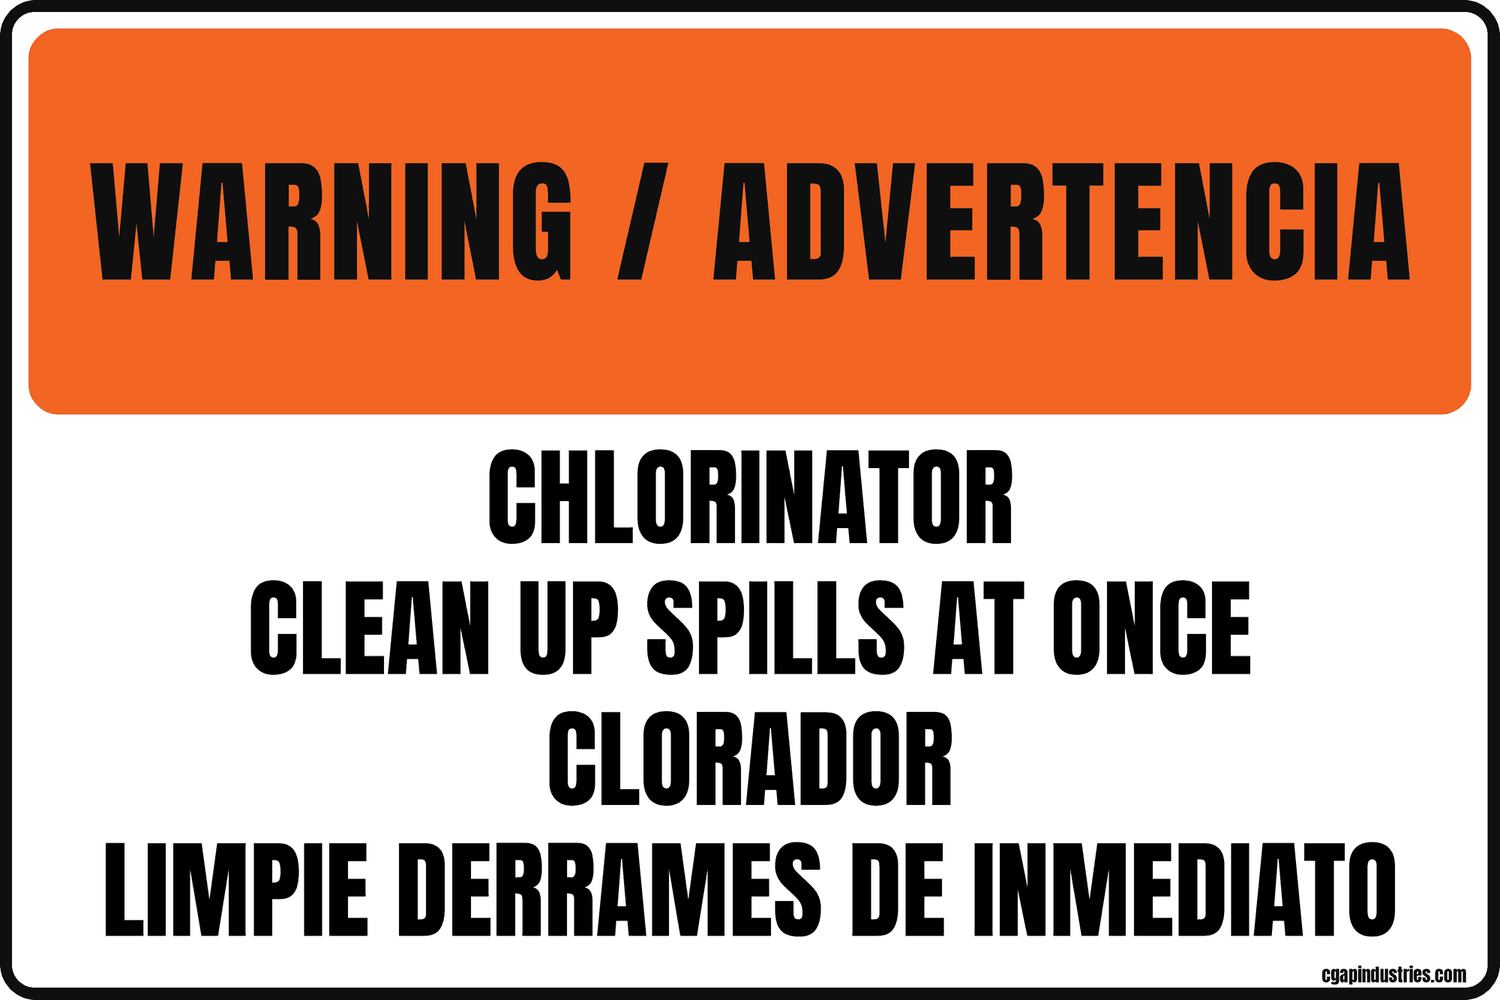 WARNING / ADVERTENCIA
CHLORINATOR
CLEAN UP SPILLS AT ONCE
CLORADOR
LIMPIE DERRAMES DE INMEDIATO
cgapindustries.com